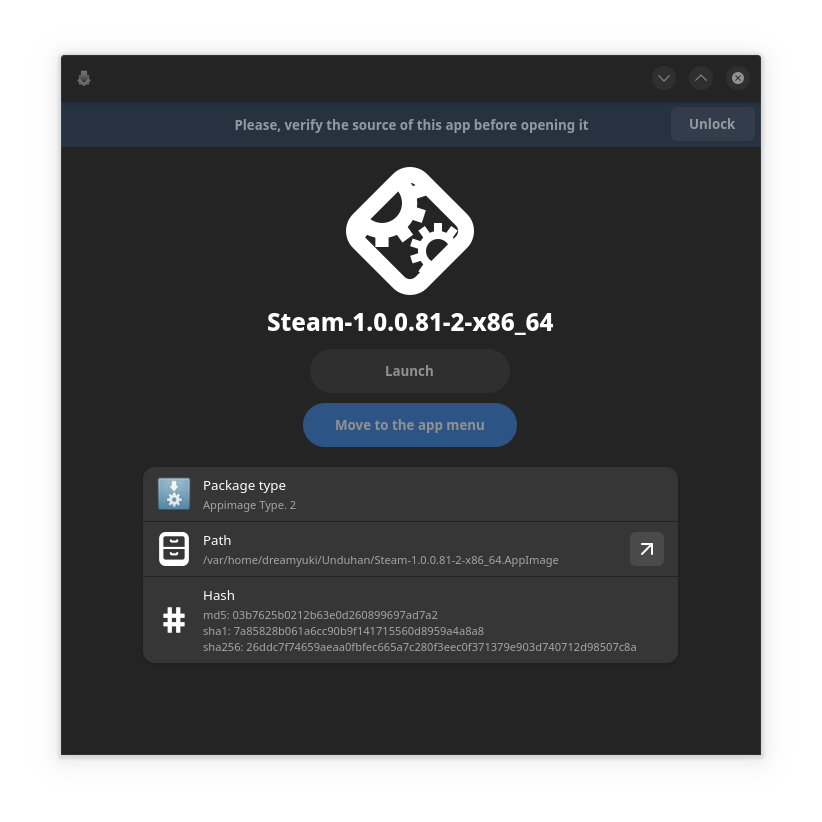 Please, verify the source of this app before opening it
Unlock
Steam-1.0.0.81-2-x86_64
Launch
Move to the app menu
Package type
Appimage Type. 2
Path
/var/home/dreamyuki/Unduhan/Steam-1.0.0.81-2-x86_64.AppImage
Hash
md5: 03b7625b0212b63e0d260899697ad7a2
sha1: 7a85828b061a6cc90b9f141715560d8959a4a8a8
sha256: 26ddc7f74659aeaa0fbfec665a7c280f3eec0f371379e903d740712d98507c8a